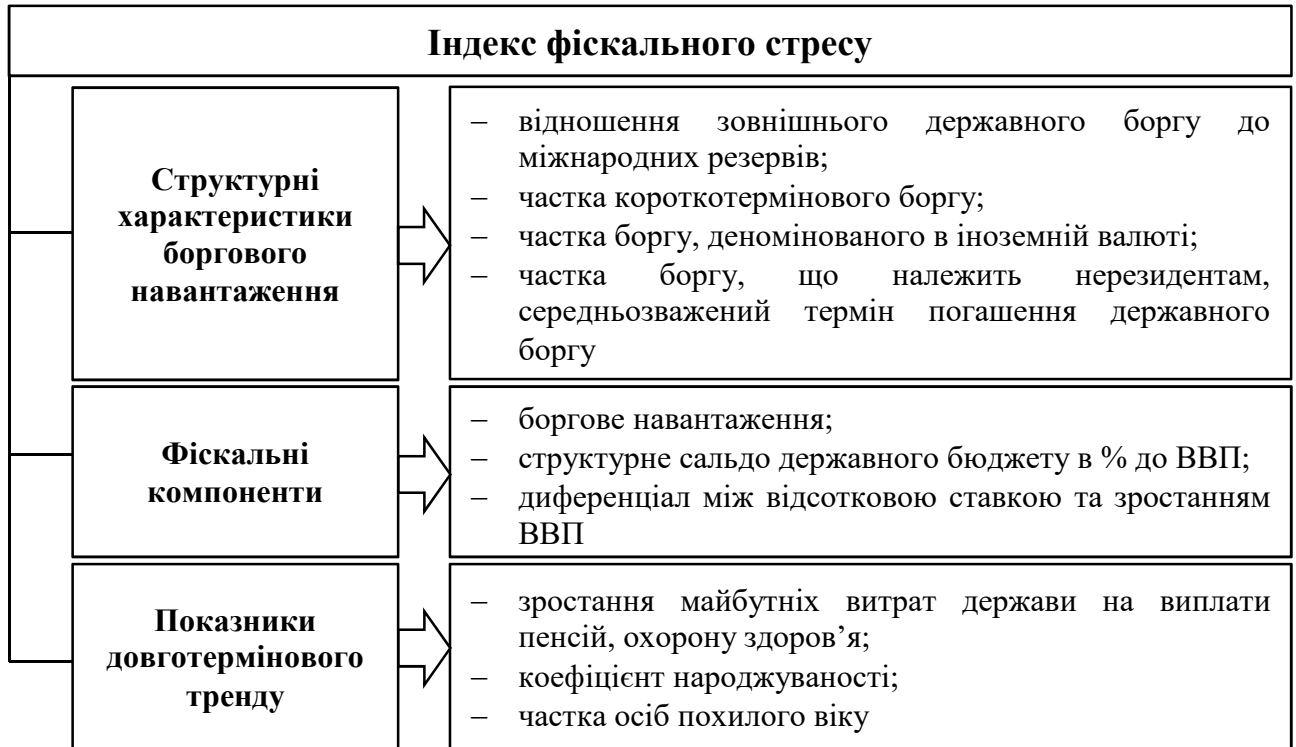 Індекс фіскального стресу
Структурні
характеристики
боргового
навантаження
– відношення зовнішнього державного боргу до
міжнародних резервів;
– частка короткотермінового боргу;
– частка боргу, деномінованого в іноземній валюті;
– частка боргу, що належить нерезидентам,
середньозважений термін погашення державного
боргу
Фіскальні
компоненти
– боргове навантаження;
– структурне сальдо державного бюджету в % до ВВП;
– диференціал між відсотковою ставкою та зростанням
ВВП
Показники
довготермінового
тренду
– зростання майбутніх витрат держави на виплати
пенсій, охорону здоров’я;
– коефіцієнт народжуваності;
– частка осіб похилого віку